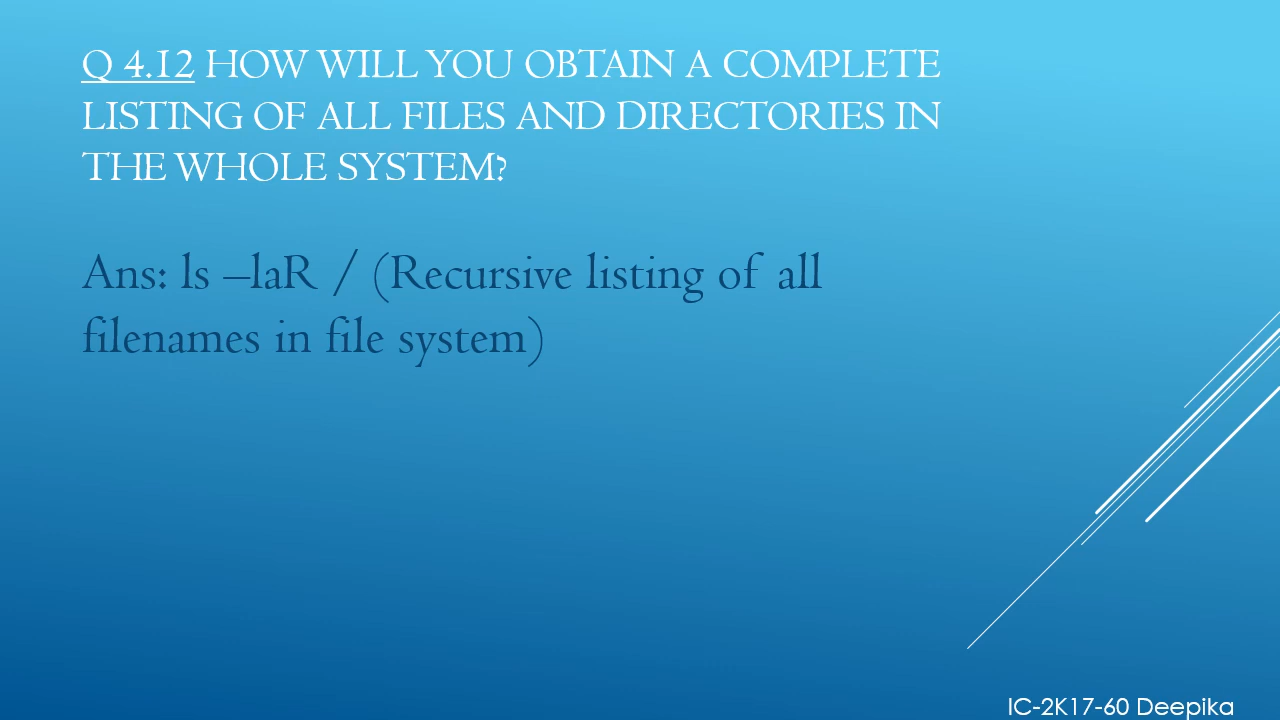 Q 4.12 HOW WILL YOU OBTAIN A COMPLETE
LISTING OF ALL FILES AND DIRECTORIES IN
THE WHOLE SYSTEM?
Ans: ls –laR / (Recursive listing of all
filenames in file system)
IC-2K17-60 Deepika